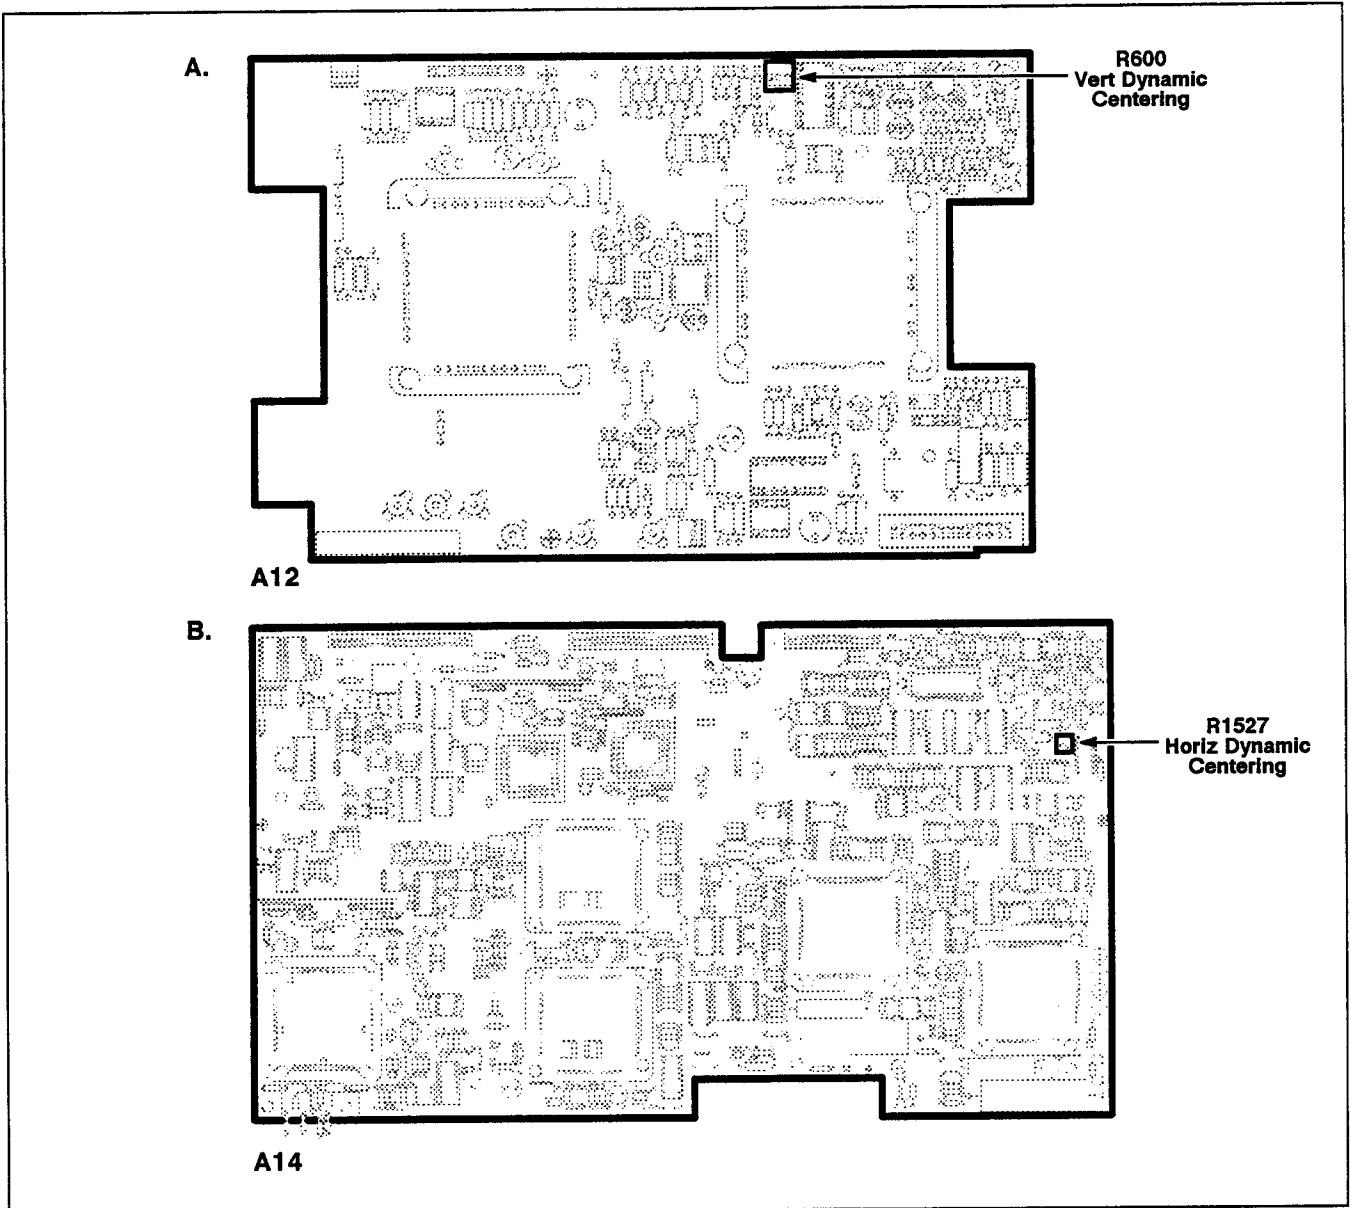 A.
R600
Vert Dynamic
Centering
A12
B.
R1527
Horiz Dynamic
Centering
A14